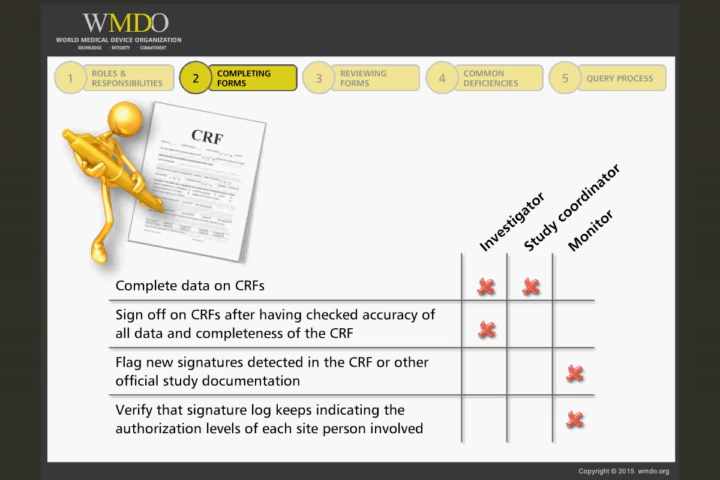 WMDO
WORLD MEDICAL DEVICE ORGANIZATION
KNOWLEDGE · INTEGRITY · COMMITMENT
1 ROLES &
RESPONSIBILITIES
2 COMPLETING
FORMS
3 REVIEWING
FORMS
4 COMMON
DEFICIENCIES
5 QUERY PROCESS
CRF
Investigator
Study coordinator
Monitor
Complete data on CRFs
Sign off on CRFs after having checked accuracy of
all data and completeness of the CRF
Flag new signatures detected in the CRF or other
official study documentation
Verify that signature log keeps indicating the
authorization levels of each site person involved
Copyright © 2015 wmdo.org